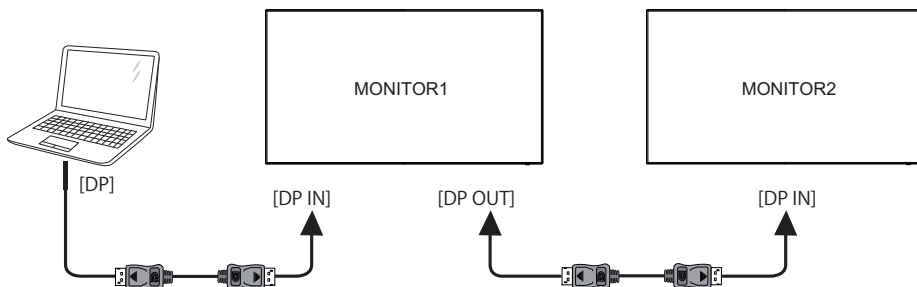 MONITOR1
MONITOR2
[DP]
[DP IN]
[DP OUT]
[DP IN]